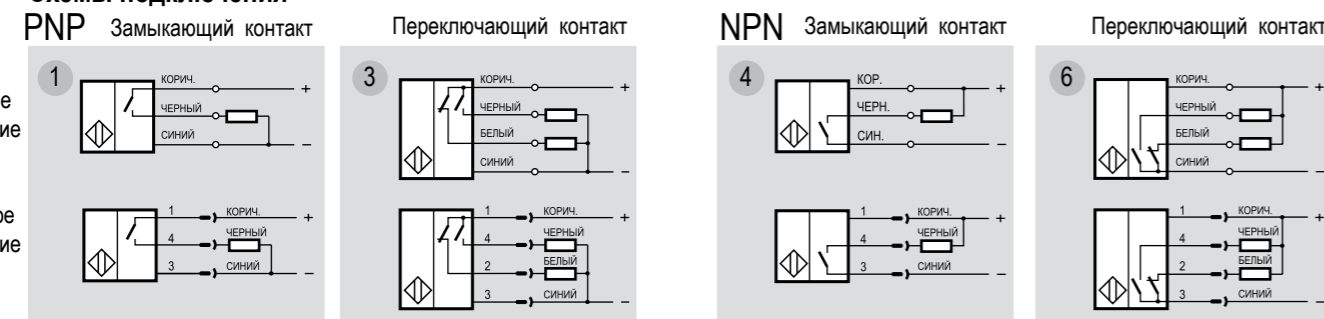 PNP Замыкающий контакт
Переключающий контакт
NPN Замыкающий контакт
Переключающий контакт
1
КОРИЧ.
+
ЧЕРНЫЙ
СИНИЙ
–
1 КОРИЧ.
+
4 ЧЕРНЫЙ
3 СИНИЙ
–
3
КОРИЧ.
+
ЧЕРНЫЙ
БЕЛЫЙ
СИНИЙ
–
1 КОРИЧ.
+
4 ЧЕРНЫЙ
2 БЕЛЫЙ
3 СИНИЙ
–
4
КОР.
+
ЧЕРН.
СИН.
–
1 КОРИЧ.
+
4 ЧЕРНЫЙ
3 СИНИЙ
–
6
КОРИЧ.
+
ЧЕРНЫЙ
БЕЛЫЙ
СИНИЙ
–
1 КОРИЧ.
+
4 ЧЕРНЫЙ
2 БЕЛЫЙ
3 СИНИЙ
–